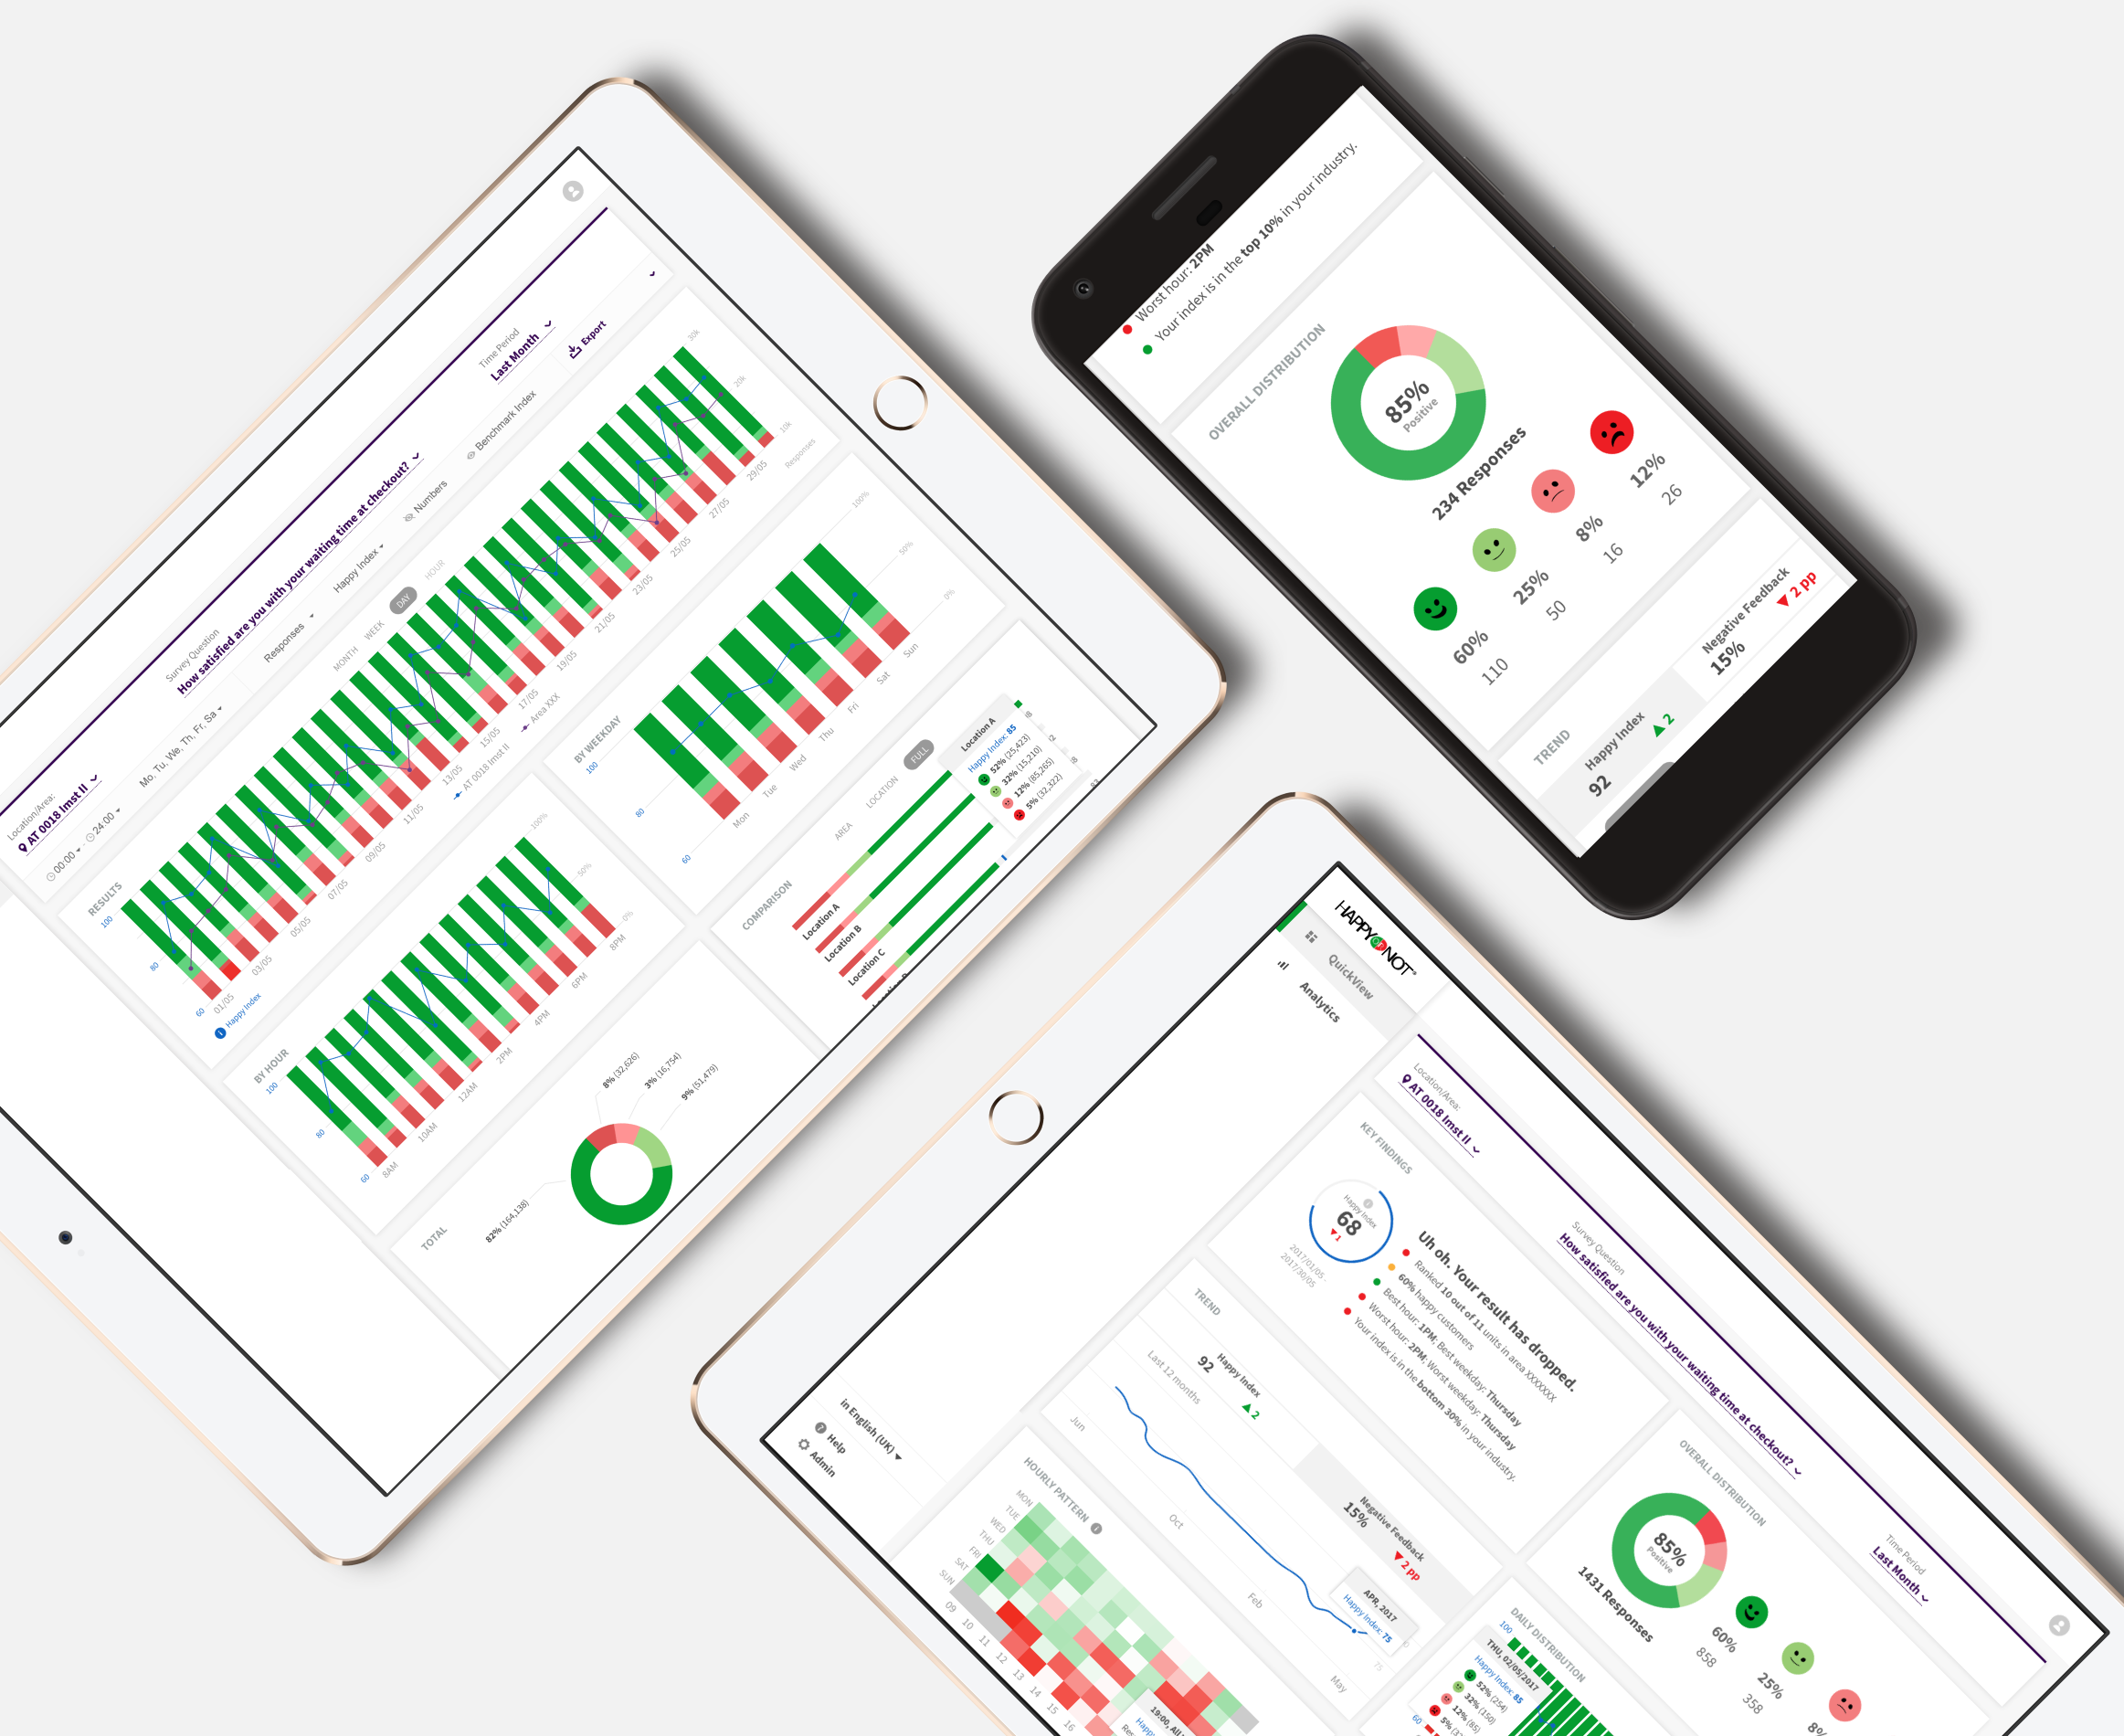 Location/Area:
AT 0018 Imst II
Survey Question
How satisfied are you with your waiting time at checkout?
Time Period
Last Month
00:00
24:00
Mo, Tu, We, Th, Fr, Sa
Responses
Happy Index
Numbers
Benchmark Index
Export
RESULTS
MONTH
WEEK
DAY
HOUR
100
80
60
30k
20k
10k
Responses
01/05
03/05
05/05
07/05
09/05
11/05
13/05
15/05
17/05
19/05
21/05
23/05
25/05
27/05
29/05
Happy Index
AT 0018 Imst II
Area XXX
BY HOUR
100
80
60
100%
50%
0%
8AM
10AM
12AM
2PM
4PM
6PM
8PM
BY WEEKDAY
100
80
60
100%
50%
0%
Mon
Tue
Wed
Thu
Fri
Sat
Sun
TOTAL
82% (164,138)
8% (32,626)
3% (16,754)
9% (51,479)
COMPARISON
AREA
LOCATION
FULL
Location A
Location B
Location C
Location A
Happy Index: 85
52% (25,423)
32% (15,210)
12% (85,265)
5% (32,322)
Worst hour: 2PM
Your index is in the top 10% in your industry.
OVERALL DISTRIBUTION
85%
Positive
234 Responses
60%
110
25%
50
8%
16
12%
26
TREND
Happy Index
92
2
Negative Feedback
15%
2 pp
HAPPY OR NOT
QuickView
Analytics
in English (UK)
Help
Admin
Location/Area:
AT 0018 Imst II
Survey Question
How satisfied are you with your waiting time at checkout?
Time Period
Last Month
KEY FINDINGS
Happy Index
68
1
2017/01/05 -
2017/30/05
Uh oh. Your result has dropped.
Ranked 10 out of 11 units in area XXXXXXX
60% happy customers
Best hour: 1PM; Best weekday: Thursday
Worst hour: 2PM; Worst weekday: Thursday
Your index is in the bottom 30% in your industry.
TREND
Happy Index
92
2
Negative Feedback
15%
2 pp
Last 12 months
Jun
Oct
Feb
May
75
APR, 2017
Happy Index: 75
OVERALL DISTRIBUTION
85%
Positive
1431 Responses
60%
858
25%
358
8%
HOURLY PATTERN
MON
TUE
WED
THU
FRI
SAT
SUN
09
10
11
12
13
14
15
16
DAILY DISTRIBUTION
100
60
THU, 02/05/2017
Happy Index: 85
52% (254)
32% (150)
12% (85)